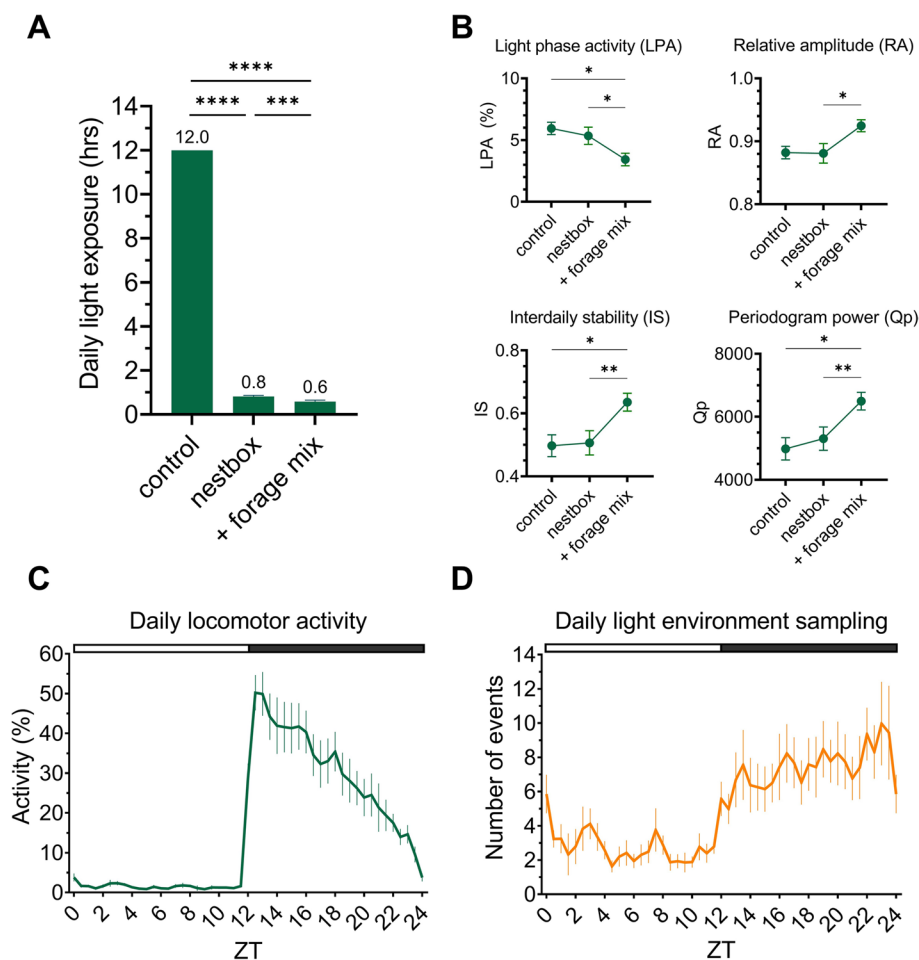 A
****
**** ***
Daily light exposure (hrs)
14
12
10
8
6
4
2
0
12.0
0.8
0.6
control
nestbox
+ forage mix
B
Light phase activity (LPA)
LPA (%)
10
5
0
*
*
control
nestbox
+ forage mix
Relative amplitude (RA)
RA
1.0
0.9
0.8
*
control
nestbox
+ forage mix
Interdaily stability (IS)
IS
0.8
0.6
0.4
*
**
control
nestbox
+ forage mix
Periodogram power (Qp)
Qp
8000
6000
4000
*
**
control
nestbox
+ forage mix
C
Daily locomotor activity
Activity (%)
60
50
40
30
20
10
0
0 2 4 6 8 10 12 14 16 18 20 22 24
ZT
D
Daily light environment sampling
Number of events
14
12
10
8
6
4
2
0
0 2 4 6 8 10 12 14 16 18 20 22 24
ZT